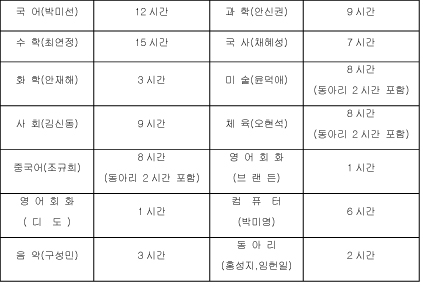 국 어(박미선) 12 시간 과 학(안신권) 9 시간
수 학(최연정) 15 시간 국 사(채혜성) 7 시간
화 학(안재해) 3 시간 미 술(윤덕애) 8 시간
(동아리 2 시간 포함)
사 회(김신동) 9 시간 체 육(오현석) 8 시간
(동아리 2 시간 포함)
중국어(조규희) 8 시간 영 어 회 화 1 시간
(동아리 2 시간 포함) (브 랜 든)
영 어 회 화 1 시간 컴 퓨 터 6 시간
( 디 도 ) (박미명)
음 악(구성민) 3 시간 동 아 리 2 시간
(홍성지,임헌일)